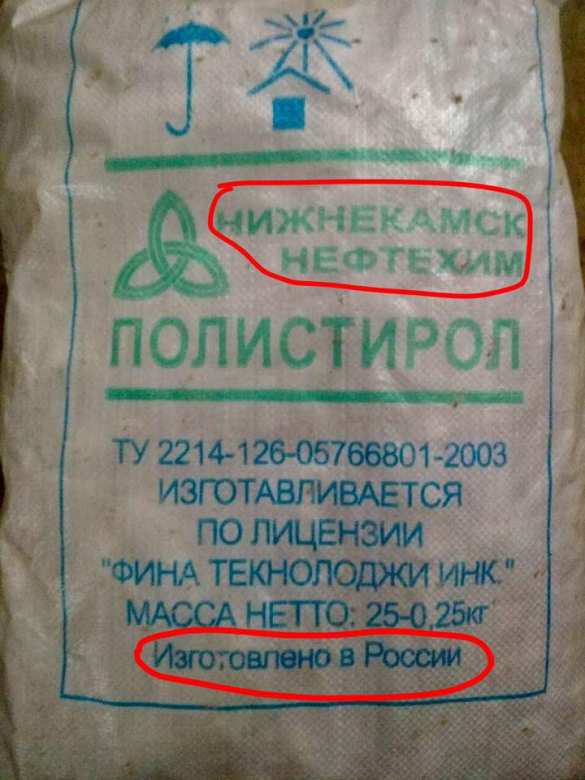 НИЖНЕКАМСК
НЕФТЕХИМ
ПОЛИСТИРОЛ
ТУ 2214-126-05766801-2003
ИЗГОТАВЛИВАЕТСЯ
ПО ЛИЦЕНЗИИ
"ФИНА ТЕКНОЛОДЖИ ИНК."
МАССА НЕТТО: 25-0,25кг
Изготовлено в России